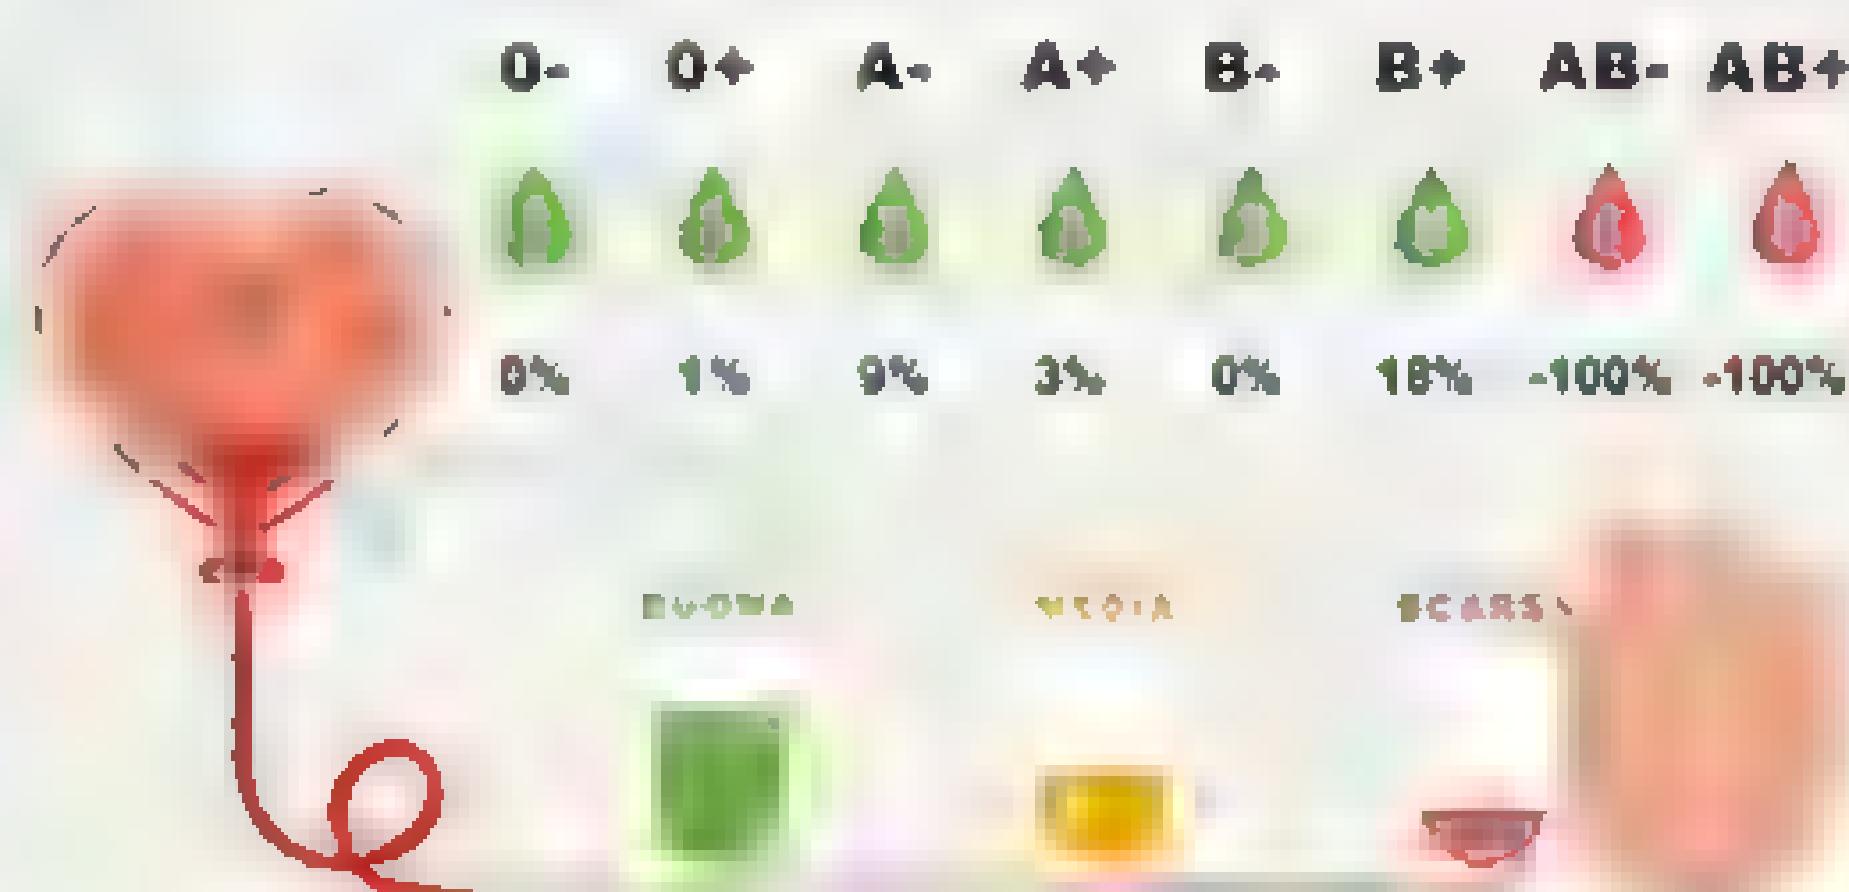 0- 0+ A- A+ B- B+ AB- AB+
0% 1% 9% 3% 0% 18% -100% -100%
BUONA MEDIA SCARSA